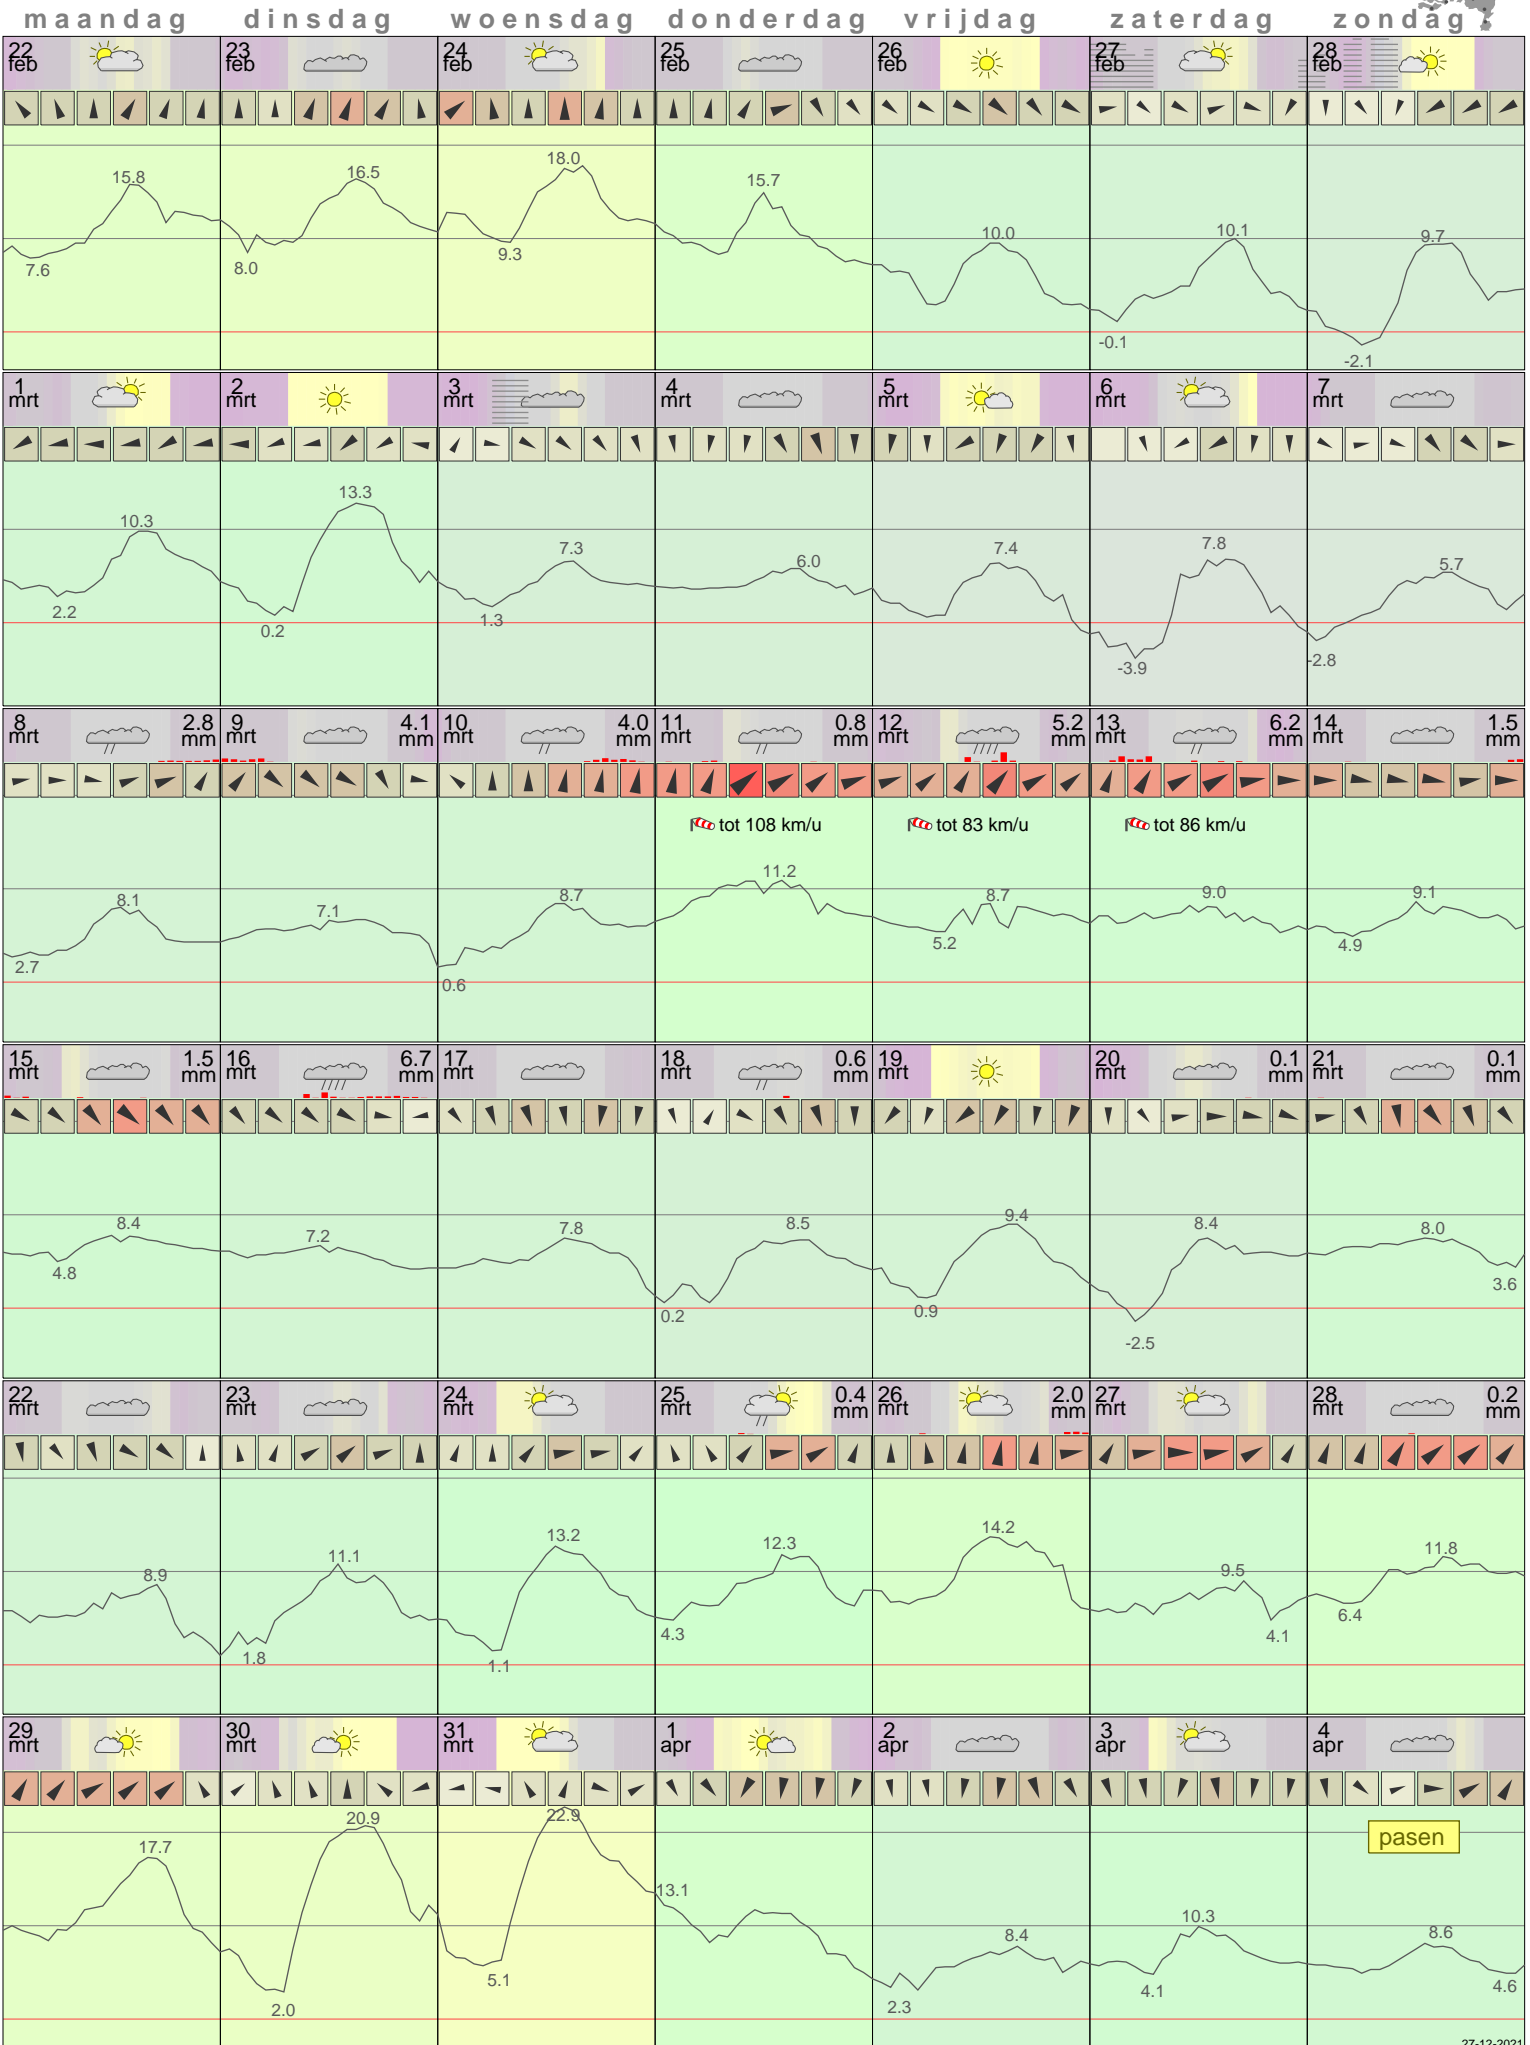 maandag dinsdag woensdag donderdag vrijdag zaterdag zondag
22 feb 23 feb 24 feb 25 feb 26 feb 27 feb 28 feb
15.8 16.5 18.0 15.7 10.0 10.1 9.7
7.6 8.0 9.3 -0.1 -2.1
1 mrt 2 mrt 3 mrt 4 mrt 5 mrt 6 mrt 7 mrt
10.3 13.3 7.3 6.0 7.4 7.8 5.7
2.2 0.2 1.3 -3.9 -2.8
8 mrt 2.8 mm 9 mrt 4.1 mm 10 mrt 4.0 mm 11 mrt 0.8 mm 12 mrt 5.2 mm 13 mrt 6.2 mm 14 mrt 1.5 mm
tot 108 km/u tot 83 km/u tot 86 km/u
8.1 7.1 8.7 11.2 8.7 9.0 9.1
2.7 0.6 5.2 4.9
15 mrt 1.5 mm 16 mrt 6.7 mm 17 mrt 18 mrt 0.6 mm 19 mrt 20 mrt 0.1 mm 21 mrt 0.1 mm
8.4 7.2 7.8 8.5 9.4 8.4 8.0
4.8 0.2 0.9 -2.5 3.6
22 mrt 23 mrt 24 mrt 25 mrt 0.4 mm 26 mrt 2.0 mm 27 mrt 28 mrt 0.2 mm
8.9 11.1 13.2 12.3 14.2 9.5 11.8
1.8 1.1 4.3 4.1 6.4
29 mrt 30 mrt 31 mrt 1 apr 2 apr 3 apr 4 apr
pasen
17.7 20.9 22.9 13.1 8.4 10.3 8.6
2.0 5.1 2.3 4.1 4.6
27-12-2021